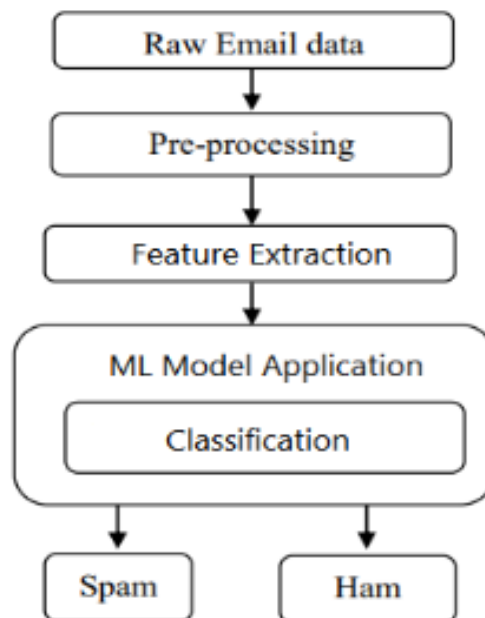 Raw Email data
Pre-processing
Feature Extraction
ML Model Application
Classification
Spam
Ham